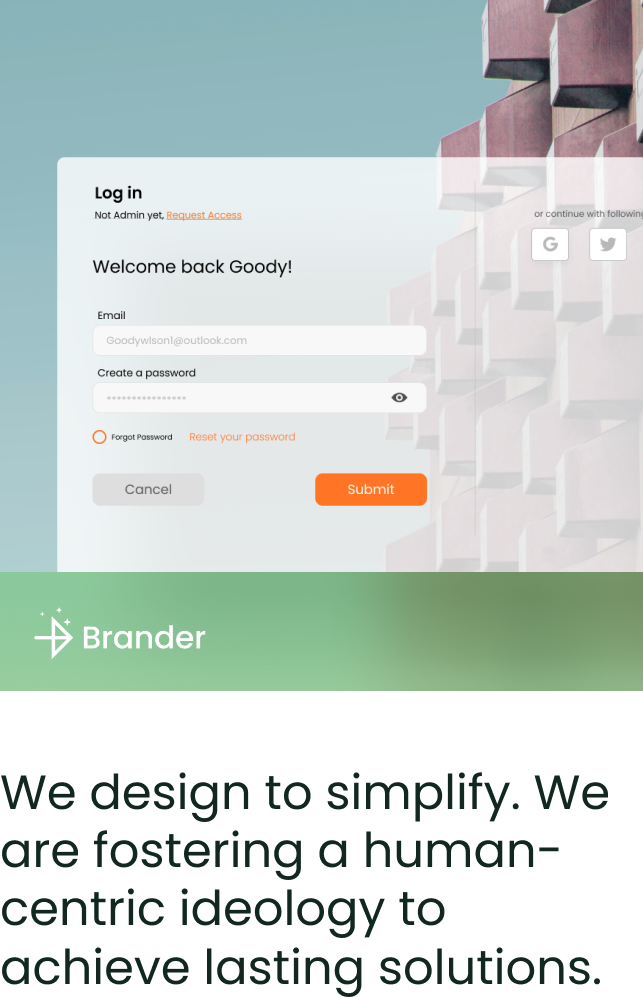 Log in
Not Admin yet, Request Access
or continue with following
Welcome back Goody!
Email
Goodywlson1@outlook.com
Create a password
Forgot Password
Reset your password
Cancel
Submit
Brander
We design to simplify. We
are fostering a human-
centric ideology to
achieve lasting solutions.